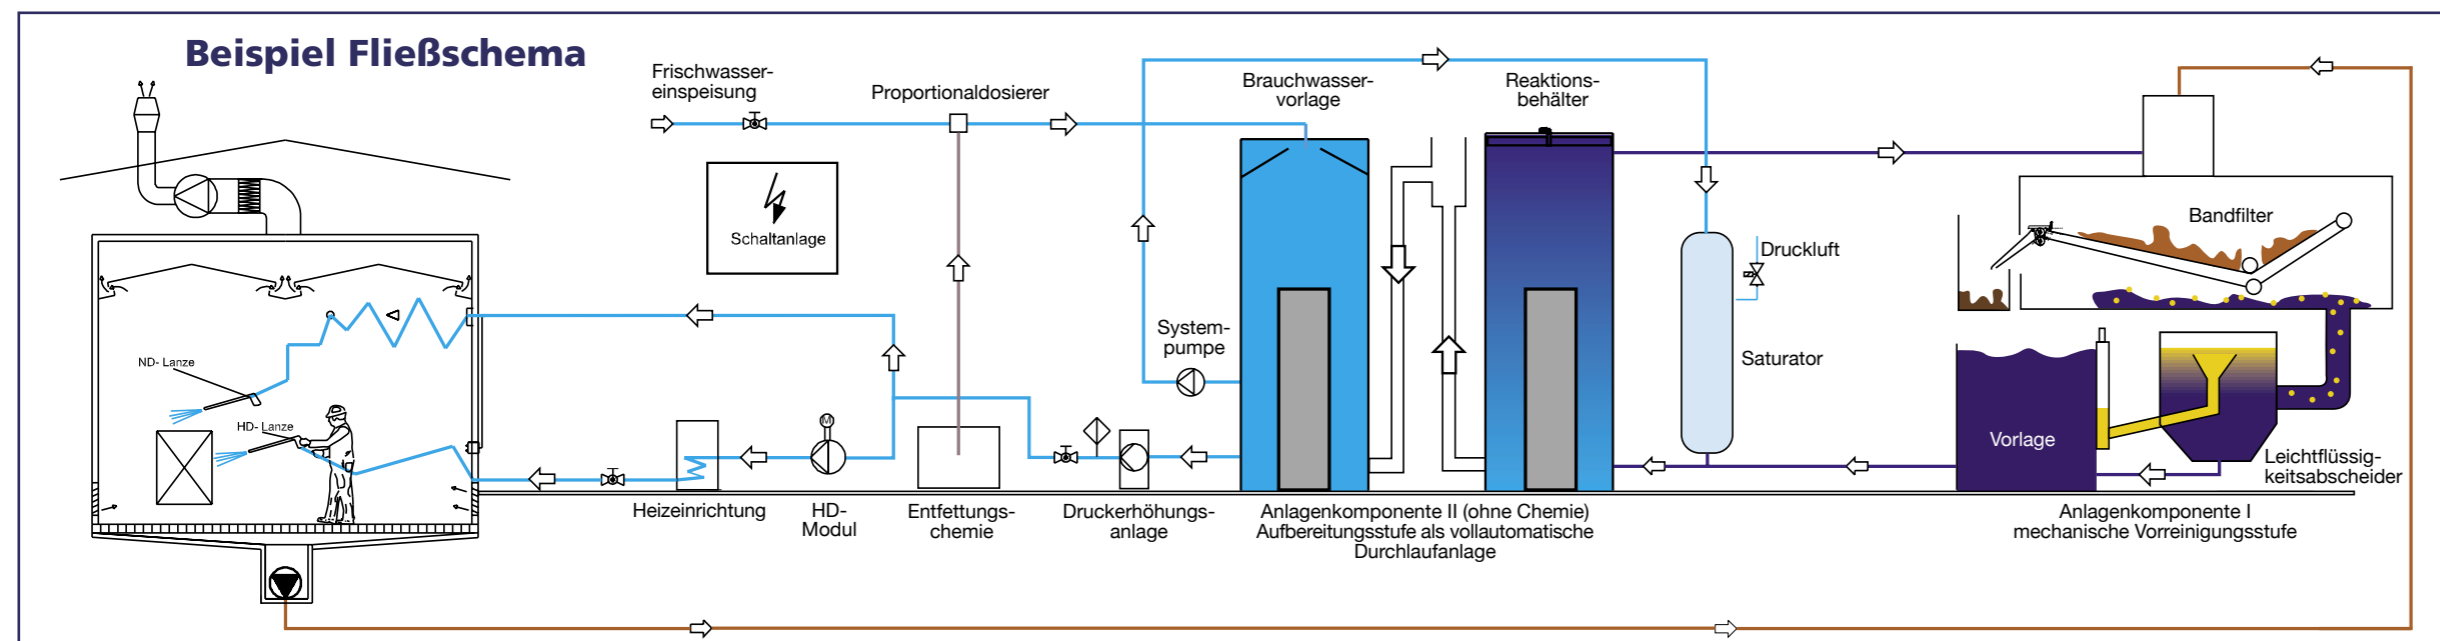 Beispiel Fließschema
Frischwasser-
einspeisung
Proportionaldosierer
Brauchwasser-
vorlage
Reaktions-
behälter
Schaltanlage
Bandfilter
Druckluft
System-
pumpe
Saturator
ND- Lanze
HD- Lanze
M
Vorlage
Leichtflüssig-
keitsabscheider
Heizeinrichtung
HD-
Modul
Entfettungs-
chemie
Druckerhöhungs-
anlage
Anlagenkomponente II (ohne Chemie)
Aufbereitungsstufe als vollautomatische
Durchlaufanlage
Anlagenkomponente I
mechanische Vorreinigungsstufe